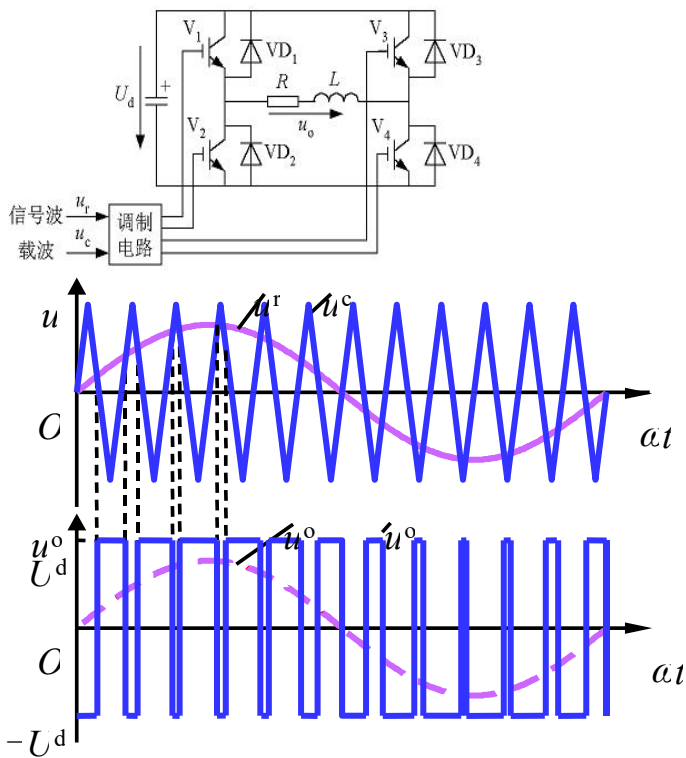 V1 V3
VD1 VD3
Ud + R L
uo
V2 V4
VD2 VD4
信号波 ur 调制
载波 uc 电路
u ur uc
O ωt
uo uo uo
Ud
O ωt
−Ud